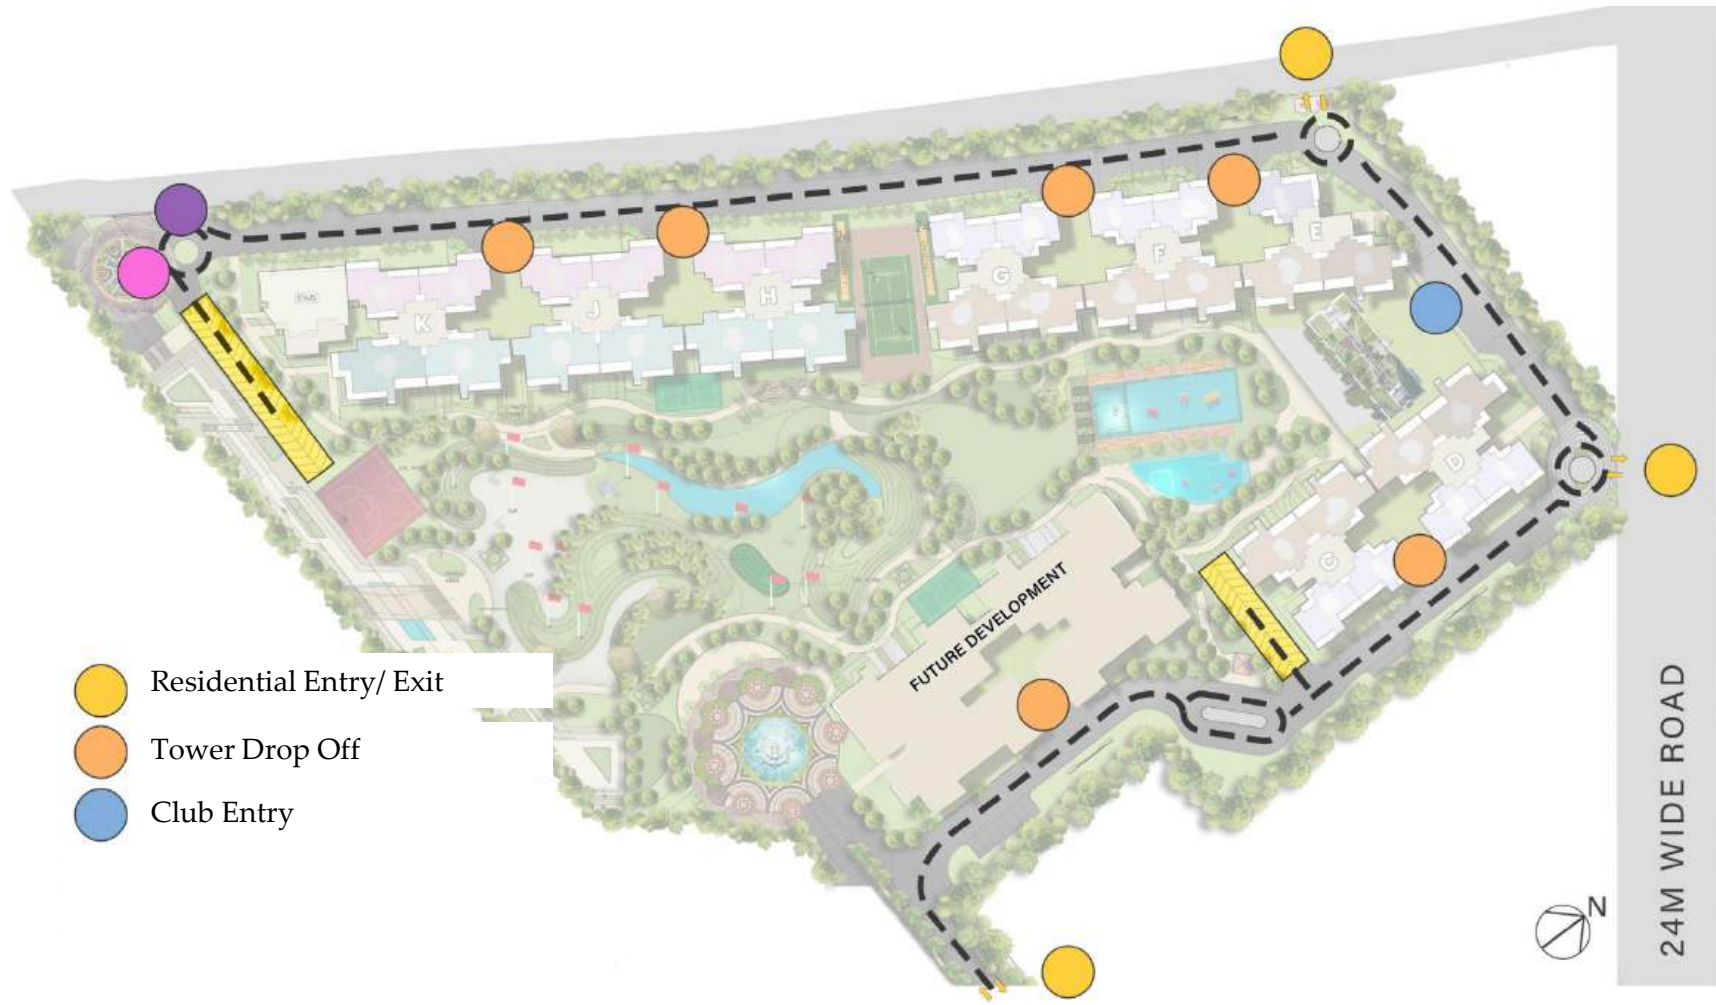 G
F
E
K
J
H
D
C
FUTURE DEVELOPMENT
Residential Entry/ Exit
Tower Drop Off
Club Entry
24M WIDE ROAD
N